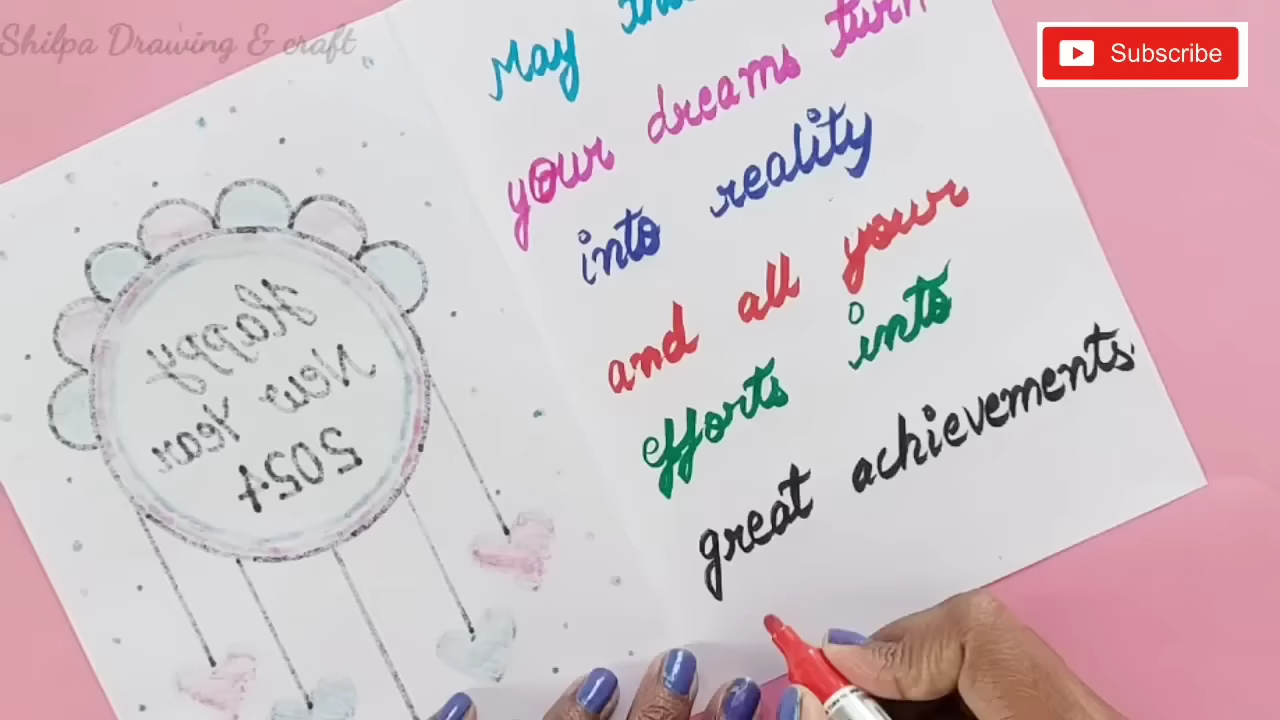 Shilpa Drawing & craft
Subscribe
May
your dreams turn
into reality
and all your
efforts into
great achievements.
Happy
New Year
2024